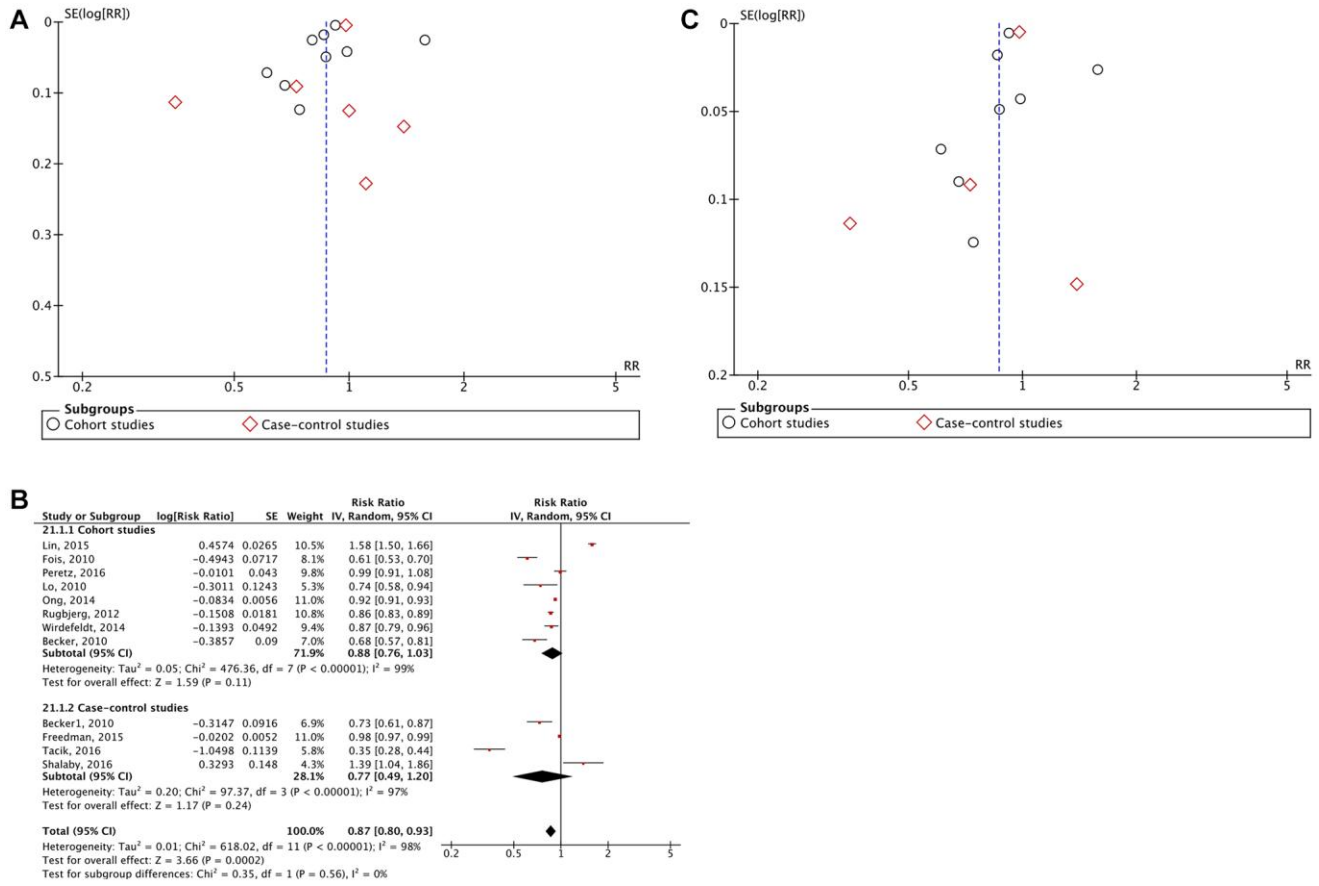 A
SE(log[RR])
0
0.1
0.2
0.3
0.4
0.5
RR
0.2 0.5 1 2 5
Subgroups
Cohort studies Case-control studies
C
SE(log[RR])
0
0.05
0.1
0.15
0.2
RR
0.2 0.5 1 2 5
Subgroups
Cohort studies Case-control studies
B
Risk Ratio Risk Ratio
Study or Subgroup log[Risk Ratio] SE Weight IV, Random, 95% CI IV, Random, 95% CI
21.1.1 Cohort studies
Lin, 2015 0.4574 0.0265 10.5% 1.58 [1.50, 1.66]
Fois, 2010 -0.4943 0.0717 8.1% 0.61 [0.53, 0.70]
Peretz, 2016 -0.0101 0.043 9.8% 0.99 [0.91, 1.08]
Lo, 2010 -0.3011 0.1243 5.3% 0.74 [0.58, 0.94]
Ong, 2014 -0.0834 0.0056 11.0% 0.92 [0.91, 0.93]
Rugbjerg, 2012 -0.1508 0.0181 10.8% 0.86 [0.83, 0.89]
Wirdefeldt, 2014 -0.1393 0.0492 9.4% 0.87 [0.79, 0.96]
Becker, 2010 -0.3857 0.09 7.0% 0.68 [0.57, 0.81]
Subtotal (95% CI) 71.9% 0.88 [0.76, 1.03]
Heterogeneity: Tau² = 0.05; Chi² = 476.36, df = 7 (P < 0.00001); I² = 99%
Test for overall effect: Z = 1.59 (P = 0.11)
21.1.2 Case-control studies
Becker1, 2010 -0.3147 0.0916 6.9% 0.73 [0.61, 0.87]
Freedman, 2015 -0.0202 0.0052 11.0% 0.98 [0.97, 0.99]
Tacik, 2016 -1.0498 0.1139 5.8% 0.35 [0.28, 0.44]
Shalaby, 2016 0.3293 0.148 4.3% 1.39 [1.04, 1.86]
Subtotal (95% CI) 28.1% 0.77 [0.49, 1.20]
Heterogeneity: Tau² = 0.20; Chi² = 97.37, df = 3 (P < 0.00001); I² = 97%
Test for overall effect: Z = 1.17 (P = 0.24)
Total (95% CI) 100.0% 0.87 [0.80, 0.93]
Heterogeneity: Tau² = 0.01; Chi² = 618.02, df = 11 (P < 0.00001); I² = 98%
Test for overall effect: Z = 3.66 (P = 0.0002)
Test for subgroup differences: Chi² = 0.35, df = 1 (P = 0.56), I² = 0%
0.2 0.5 1 2 5